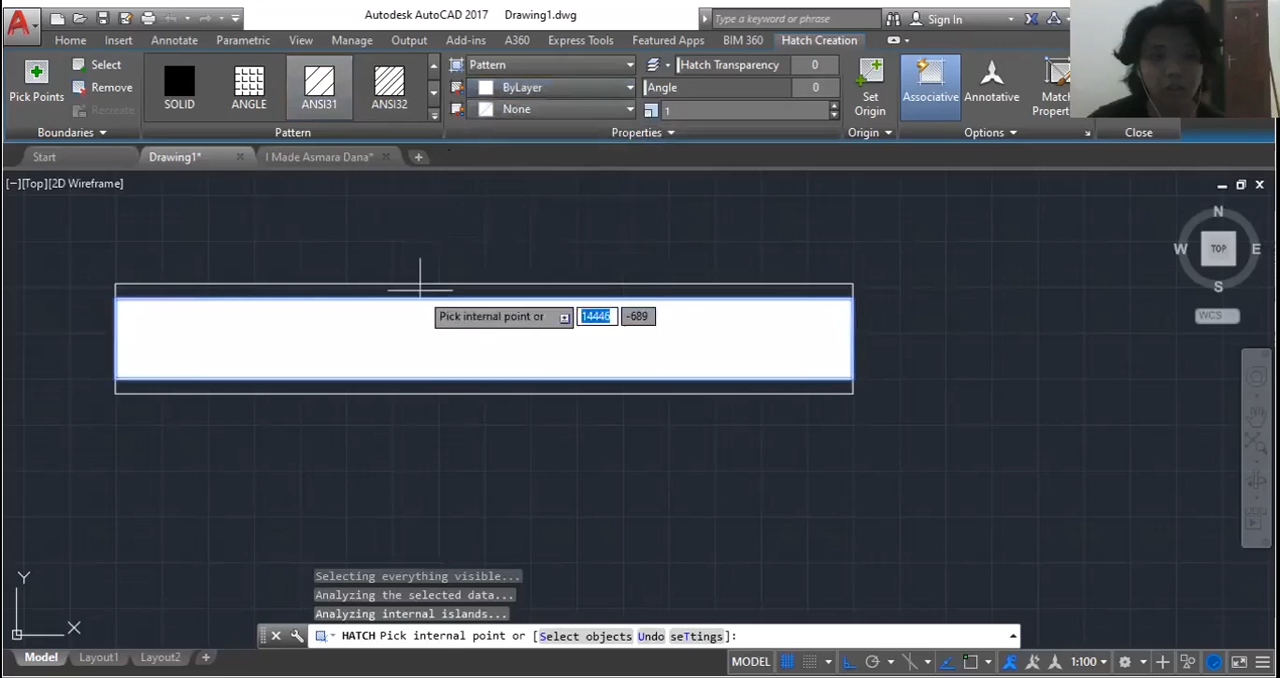 Autodesk AutoCAD 2017 Drawing1.dwg
Type a keyword or phrase
Sign In
Home Insert Annotate Parametric View Manage Output Add-ins A360 Express Tools Featured Apps BIM 360 Hatch Creation
Pick Points
Select
Remove
Recreate
Boundaries
SOLID
ANGLE
ANSI31
ANSI32
Pattern
Pattern
ByLayer
None
Hatch Transparency 0
Angle 0
1
Properties
Set
Origin
Origin
Associative
Annotative
Match
Proper
Options
Close
Start
Drawing1*
I Made Asmara Dana*
[−][Top][2D Wireframe]
N
W TOP E
S
WCS
Pick internal point or 14446 -689
Y
X
Selecting everything visible...
Analyzing the selected data...
Analyzing internal islands...
HATCH Pick internal point or [Select objects Undo seTtings]:
Model Layout1 Layout2 +
MODEL
1:100